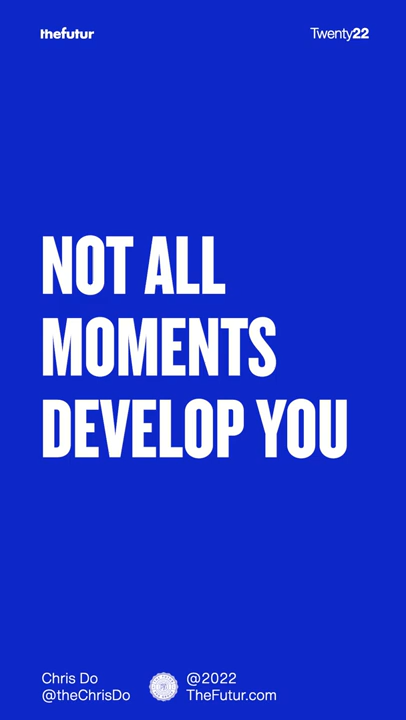 thefutur
Twenty22
NOT ALL
MOMENTS
DEVELOP YOU
Chris Do
@theChrisDo
@2022
TheFutur.com